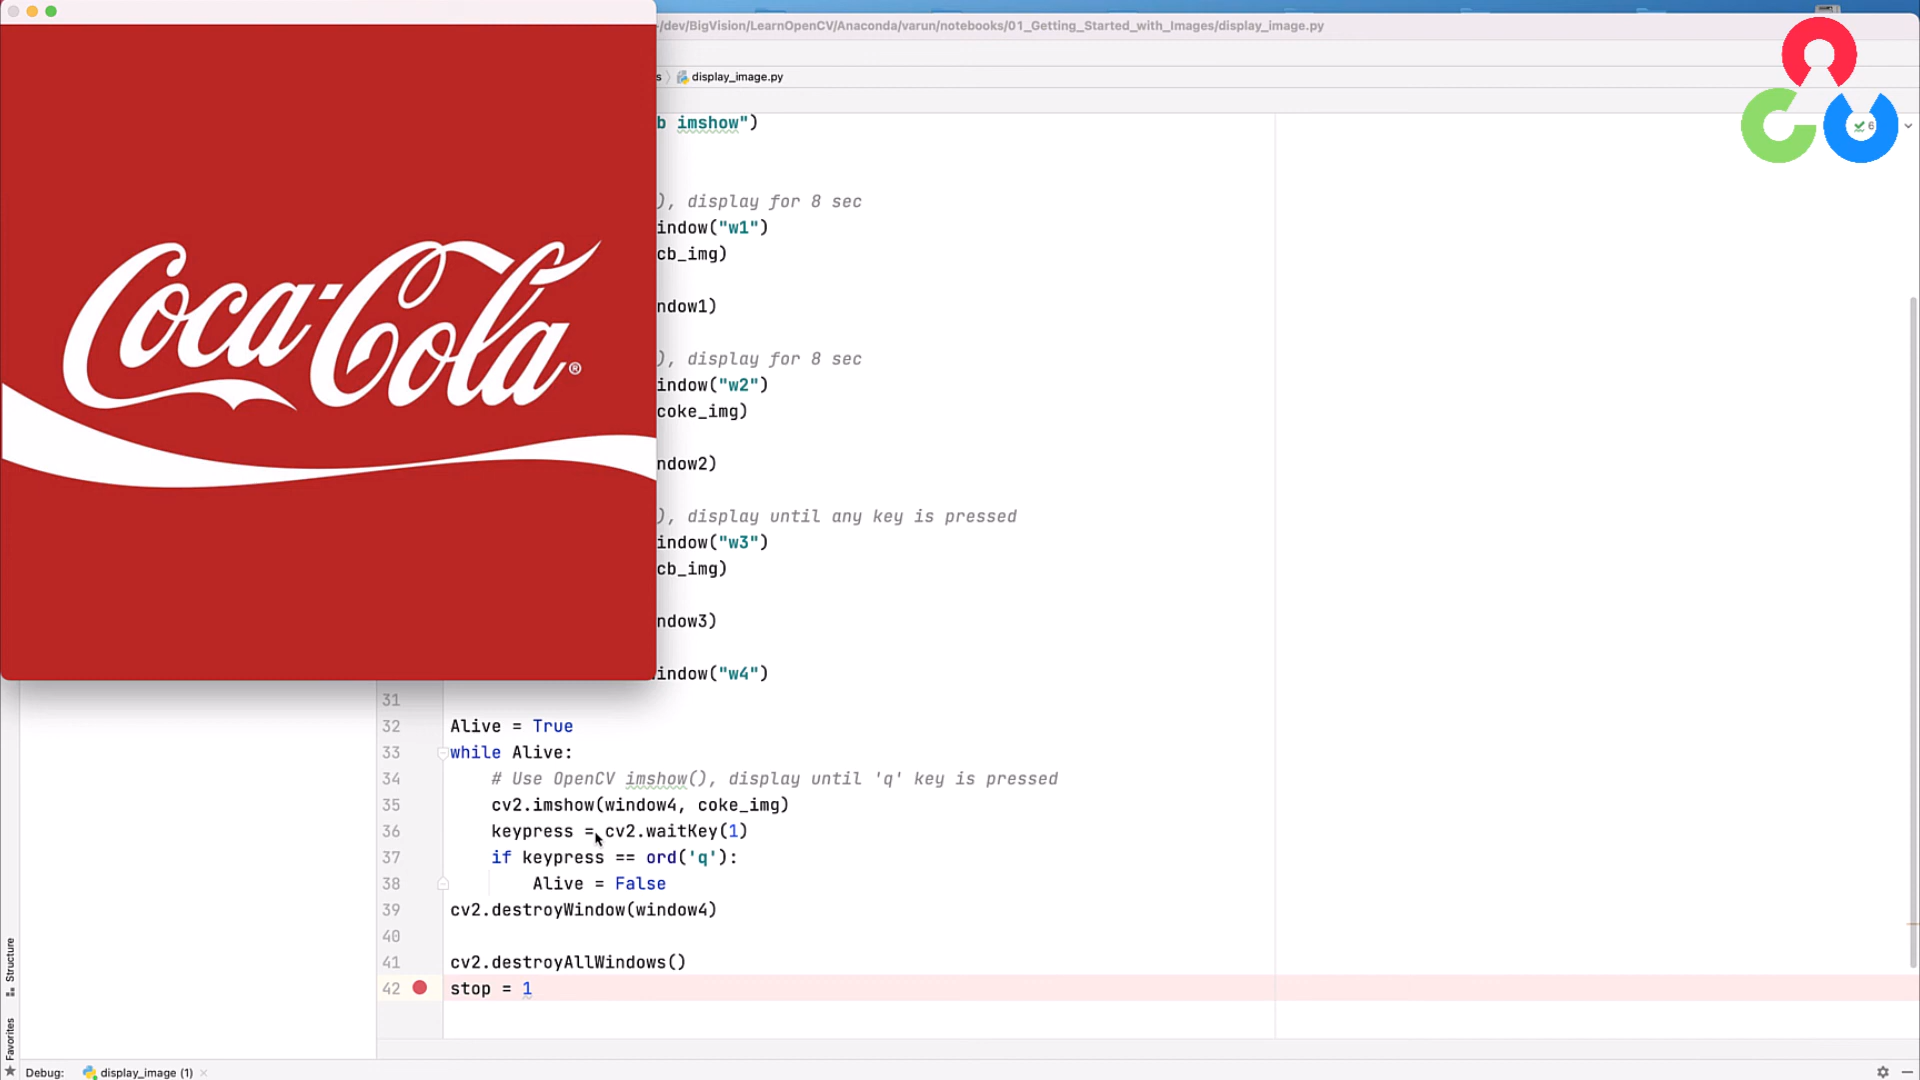 /dev/BigVision/LearnOpenCV/Anaconda/varun/notebooks/01_Getting_Started_with_Images/display_image.py
s display_image.py
6
Coca-Cola®
b imshow")
), display for 8 sec
indow("w1")
cb_img)
ndow1)
), display for 8 sec
indow("w2")
coke_img)
ndow2)
), display until any key is pressed
indow("w3")
cb_img)
ndow3)
indow("w4")
31
32 Alive = True
33 while Alive:
34 # Use OpenCV imshow(), display until 'q' key is pressed
35 cv2.imshow(window4, coke_img)
36 keypress = cv2.waitKey(1)
37 if keypress == ord('q'):
38 Alive = False
39 cv2.destroyWindow(window4)
40
41 cv2.destroyAllWindows()
42 stop = 1
Structure
Favorites
Debug: display_image (1)